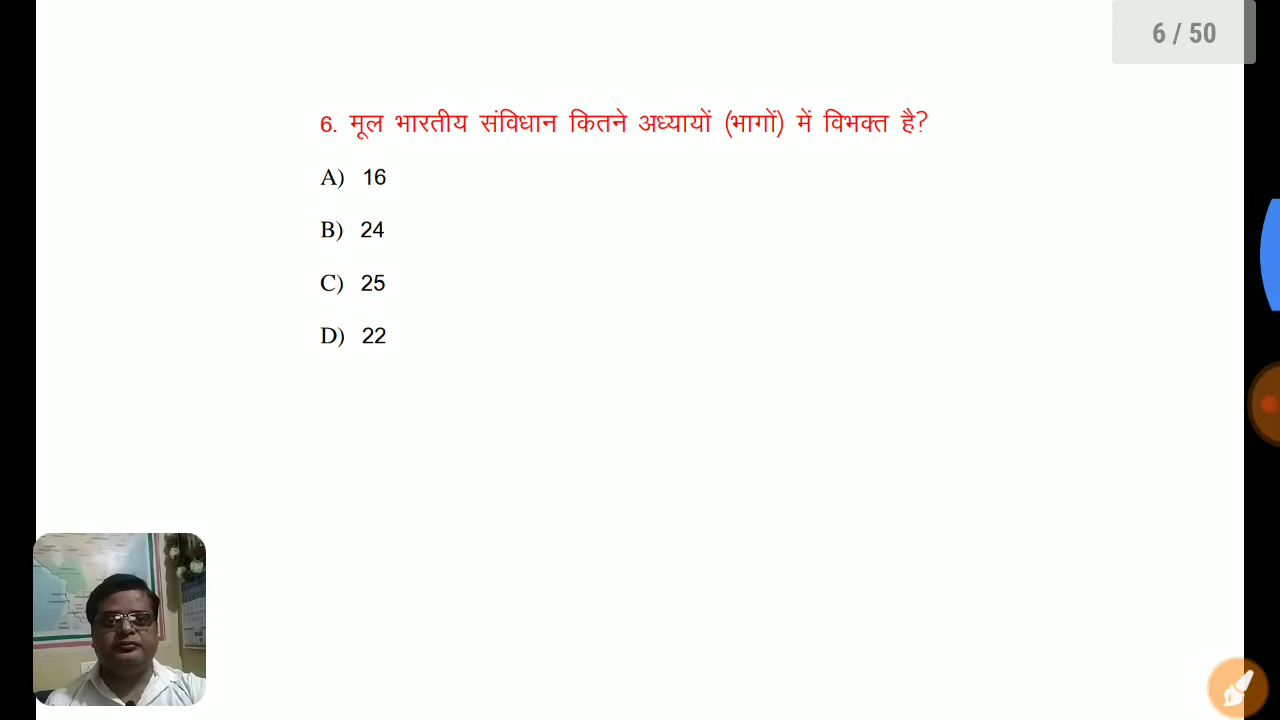 6 / 50
6. मूल भारतीय संविधान कितने अध्यायों (भागों) में विभक्त है?
A) 16
B) 24
C) 25
D) 22